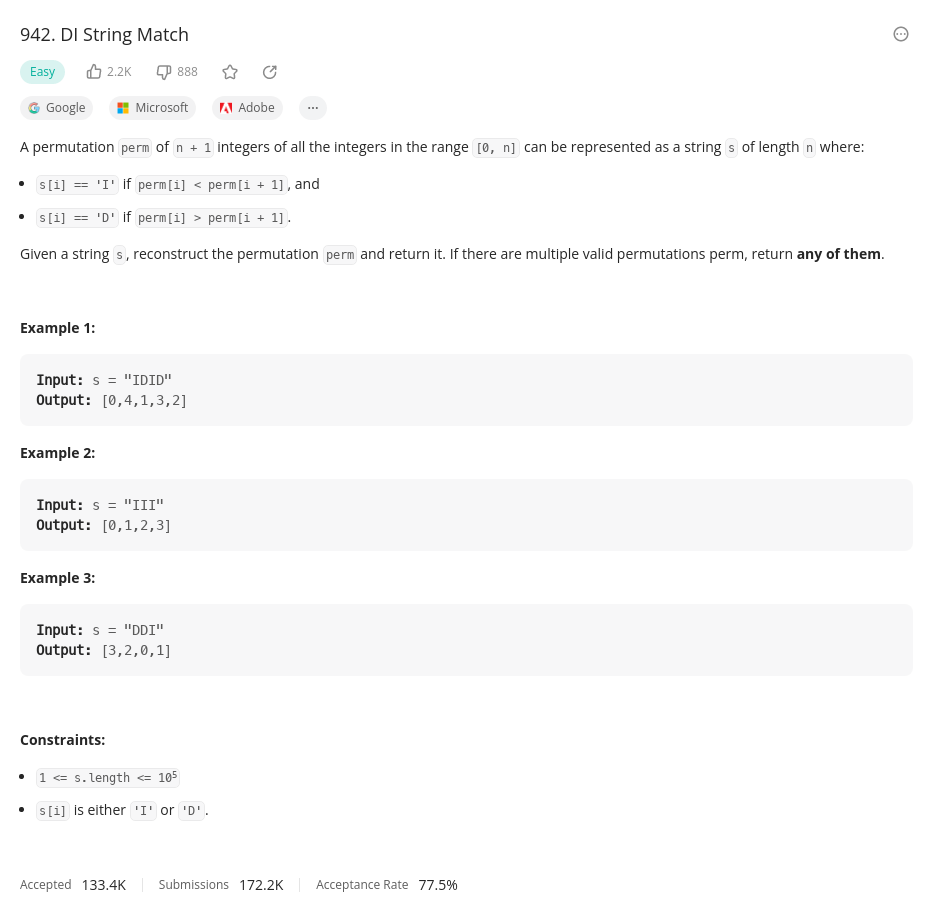 942. DI String Match
Easy 2.2K 888
Google Microsoft Adobe ...
A permutation perm of n + 1 integers of all the integers in the range [0, n] can be represented as a string s of length n where:
• s[i] == 'I' if perm[i] < perm[i + 1], and
• s[i] == 'D' if perm[i] > perm[i + 1].
Given a string s, reconstruct the permutation perm and return it. If there are multiple valid permutations perm, return any of them.
Example 1:
Input: s = "IDID"
Output: [0,4,1,3,2]
Example 2:
Input: s = "III"
Output: [0,1,2,3]
Example 3:
Input: s = "DDI"
Output: [3,2,0,1]
Constraints:
• 1 <= s.length <= 10⁵
• s[i] is either 'I' or 'D'.
Accepted 133.4K Submissions 172.2K Acceptance Rate 77.5%